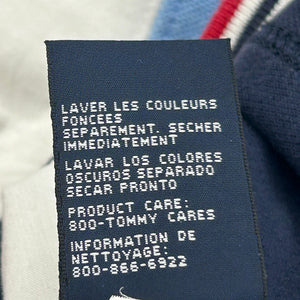 LAVER LES COULEURS
FONCEES
SEPAREMENT. SECHER
IMMEDIATEMENT
LAVAR LOS COLORES
OSCUROS SEPARADO
SECAR PRONTO
PRODUCT CARE:
800-TOMMY CARES
INFORMATION DE
NETTOYAGE:
800-866-6922